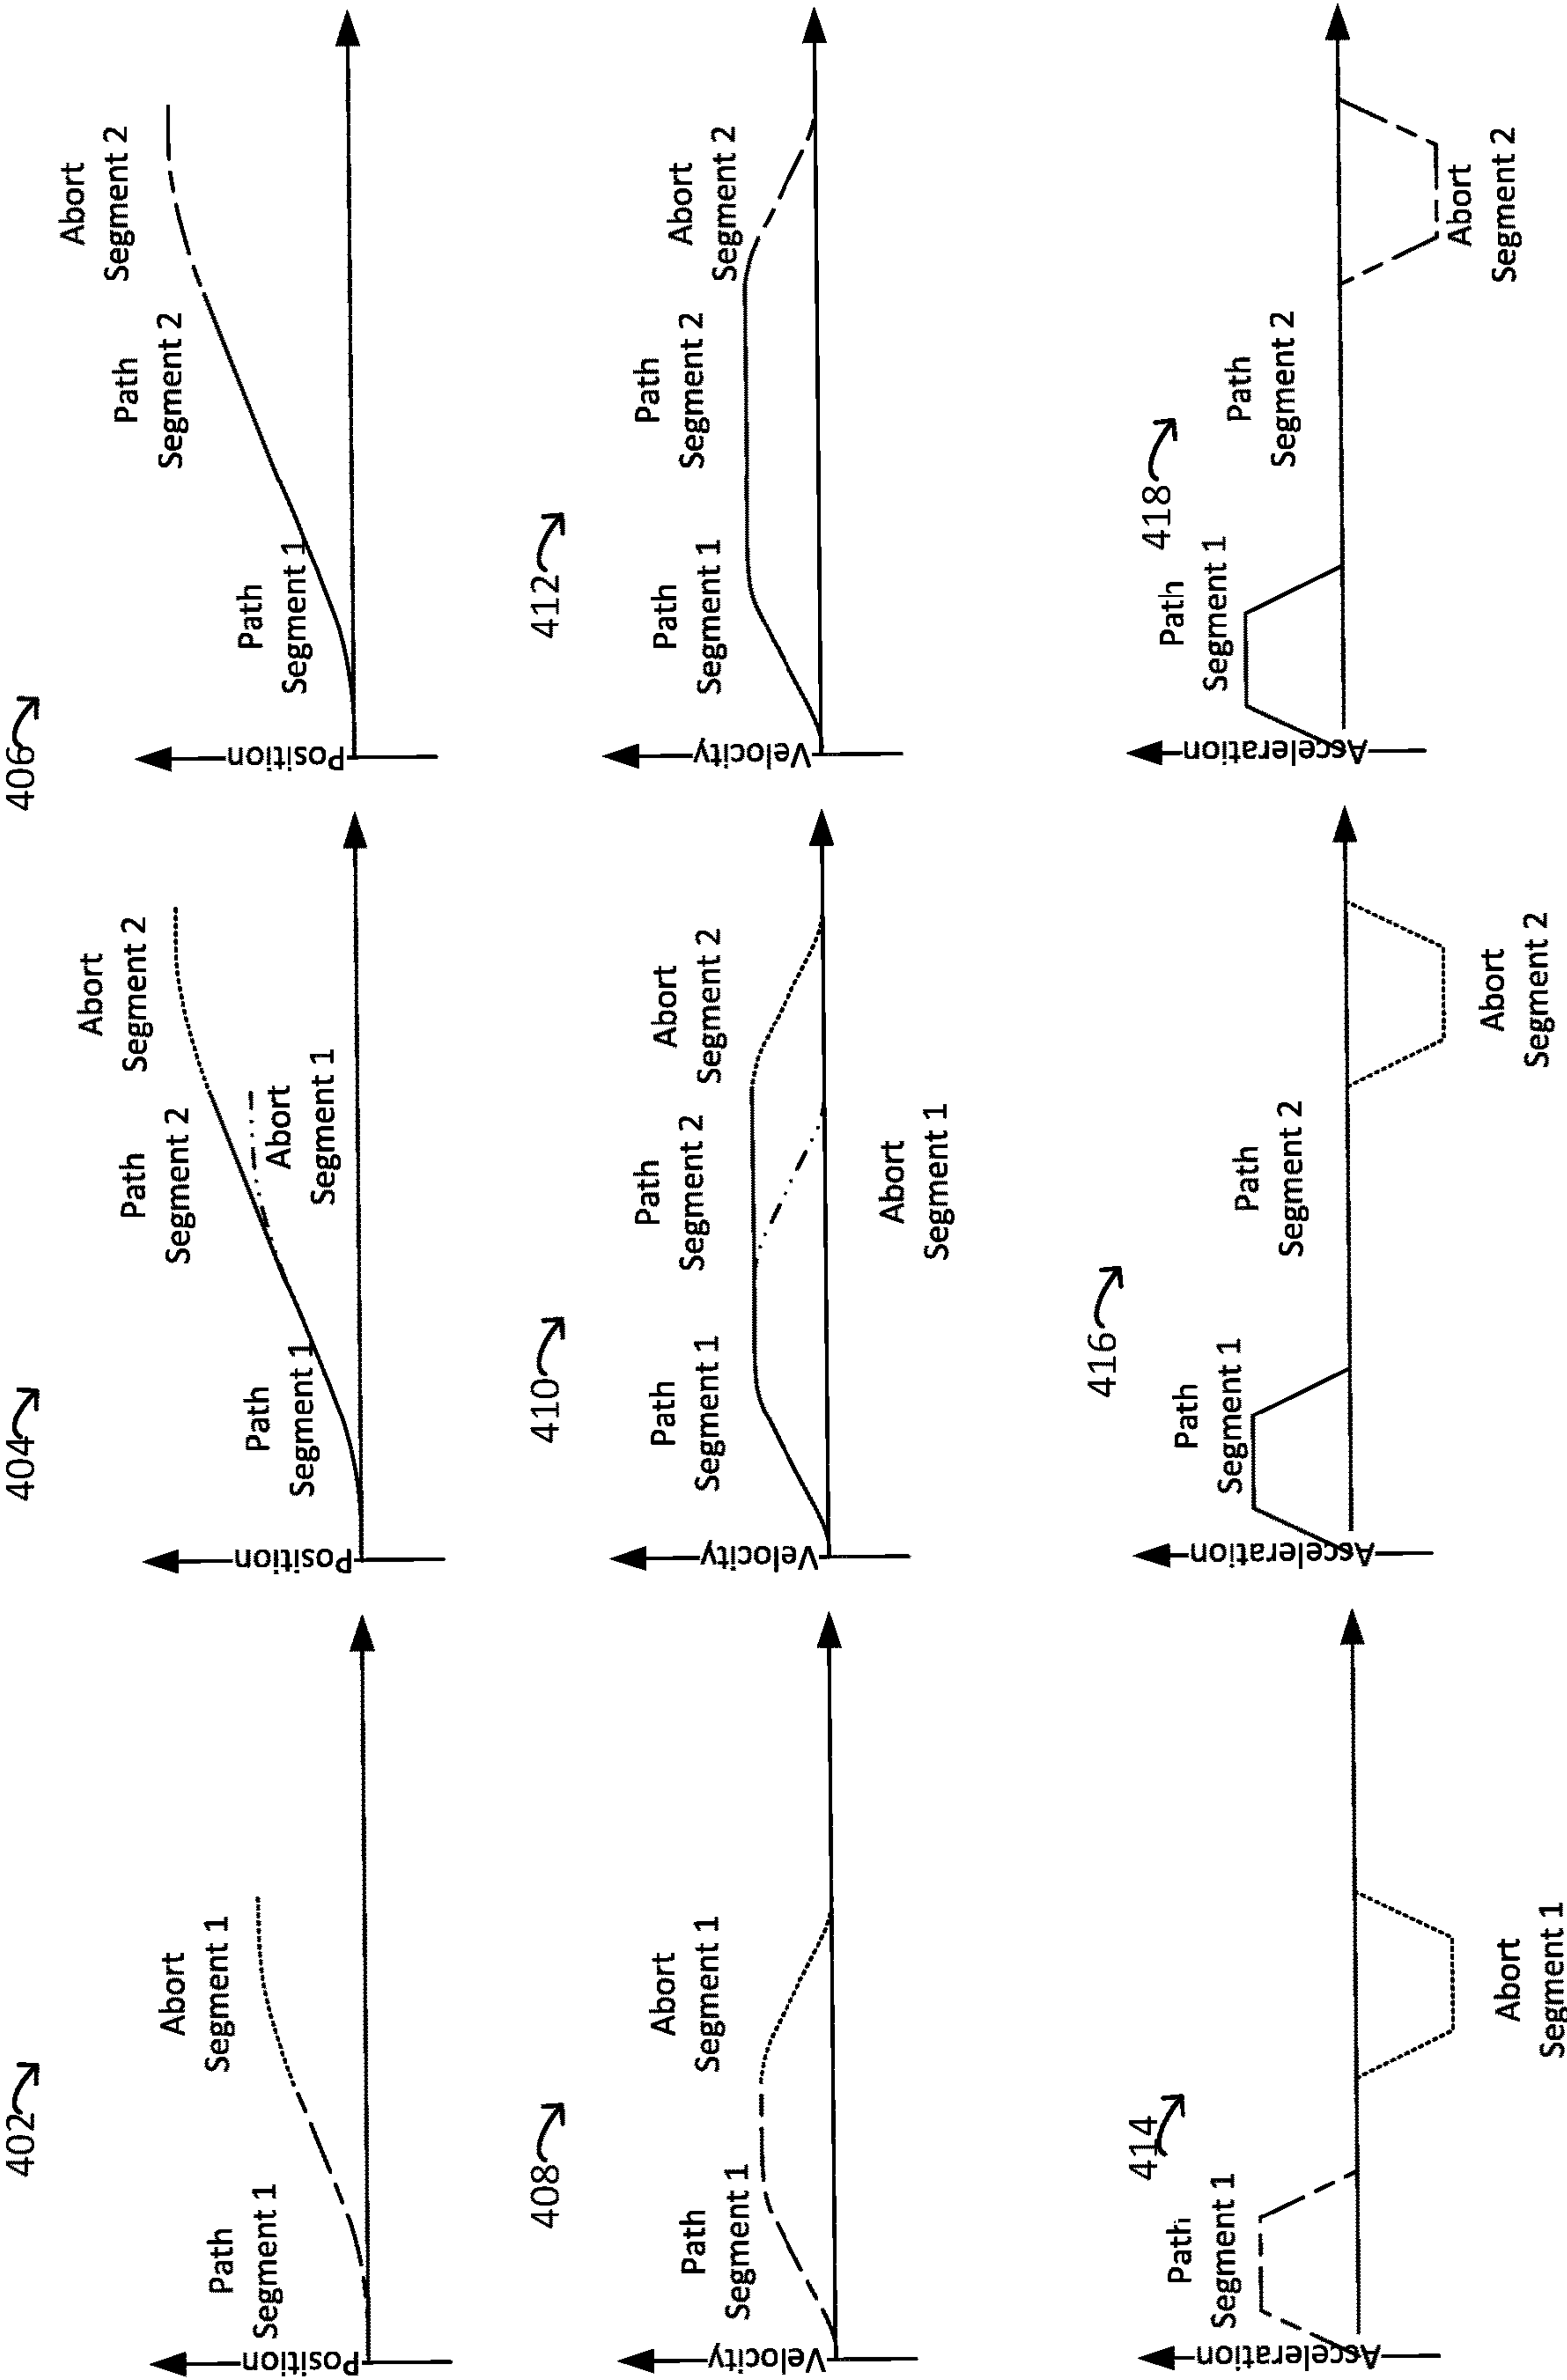 402
Position
Path
Segment 1
Abort
Segment 1
404
Position
Path
Segment 1
Path
Segment 2
Abort
Segment 1
Abort
Segment 2
406
Position
Path
Segment 1
Path
Segment 2
Abort
Segment 2
408
Velocity
Path
Segment 1
Abort
Segment 1
410
Velocity
Path
Segment 1
Path
Segment 2
Abort
Segment 2
Abort
Segment 1
412
Velocity
Path
Segment 1
Path
Segment 2
Abort
Segment 2
414
Acceleration
Path
Segment 1
Abort
Segment 1
416
Acceleration
Path
Segment 1
Path
Segment 2
Abort
Segment 2
418
Acceleration
Path
Segment 1
Path
Segment 2
Abort
Segment 2